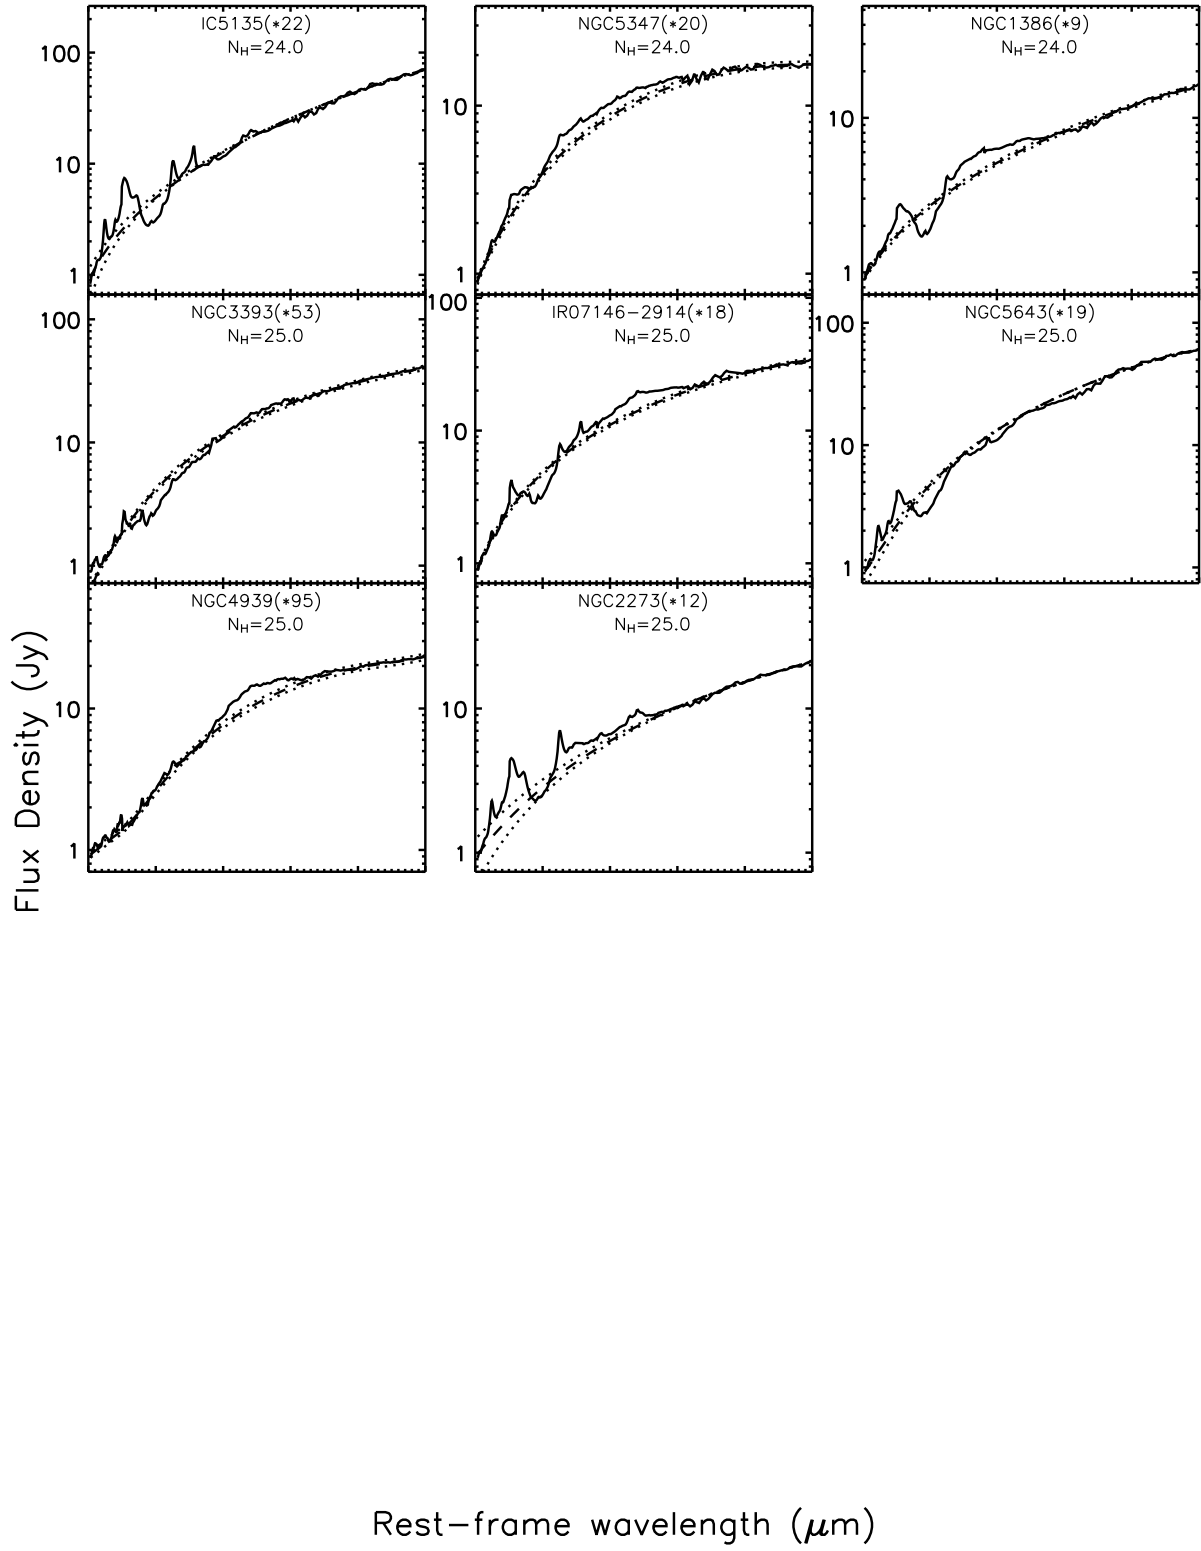 IC5135(*22)
N_H=24.0
100
10
1
NGC5347(*20)
N_H=24.0
10
1
NGC1386(*9)
N_H=24.0
10
1
NGC3393(*53)
N_H=25.0
100
10
1
IR07146-2914(*18)
N_H=25.0
100
10
1
NGC5643(*19)
N_H=25.0
100
10
1
NGC4939(*95)
N_H=25.0
10
1
NGC2273(*12)
N_H=25.0
10
1
Flux Density (Jy)
Rest-frame wavelength (μm)